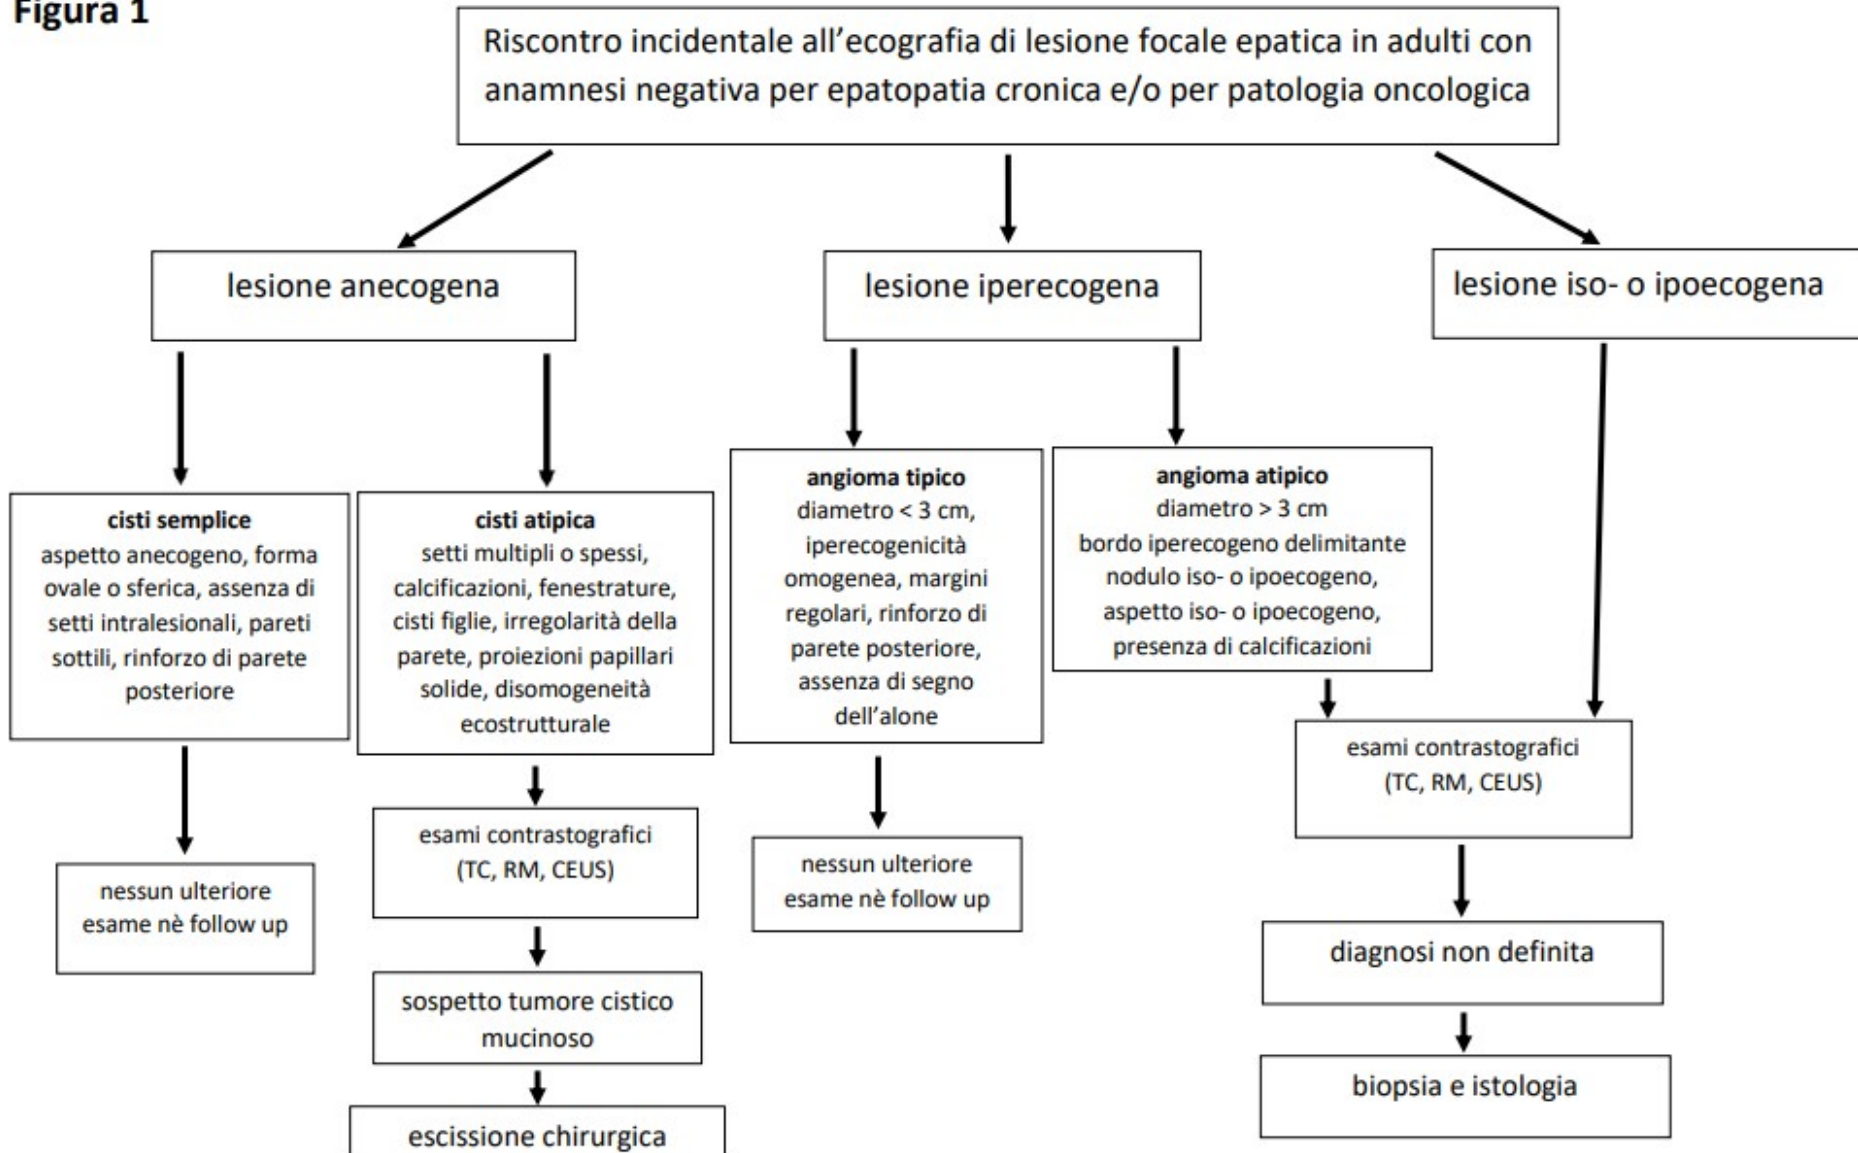 Figura 1
Riscontro incidentale all’ecografia di lesione focale epatica in adulti con
anamnesi negativa per epatopatia cronica e/o per patologia oncologica
lesione anecogena
lesione iperecogena
lesione iso- o ipoecogena
cisti semplice
aspetto anecogeno, forma
ovale o sferica, assenza di
setti intralesionali, pareti
sottili, rinforzo di parete
posteriore
cisti atipica
setti multipli o spessi,
calcificazioni, fenestrature,
cisti figlie, irregolarità della
parete, proiezioni papillari
solide, disomogeneità
ecostrutturale
angioma tipico
diametro < 3 cm,
iperecogenicità
omogenea, margini
regolari, rinforzo di
parete posteriore,
assenza di segno
dell’alone
angioma atipico
diametro > 3 cm
bordo iperecogeno delimitante
nodulo iso- o ipoecogeno,
aspetto iso- o ipoecogeno,
presenza di calcificazioni
nessun ulteriore
esame nè follow up
esami contrastografici
(TC, RM, CEUS)
nessun ulteriore
esame nè follow up
esami contrastografici
(TC, RM, CEUS)
sospetto tumore cistico
mucinoso
diagnosi non definita
escissione chirurgica
biopsia e istologia